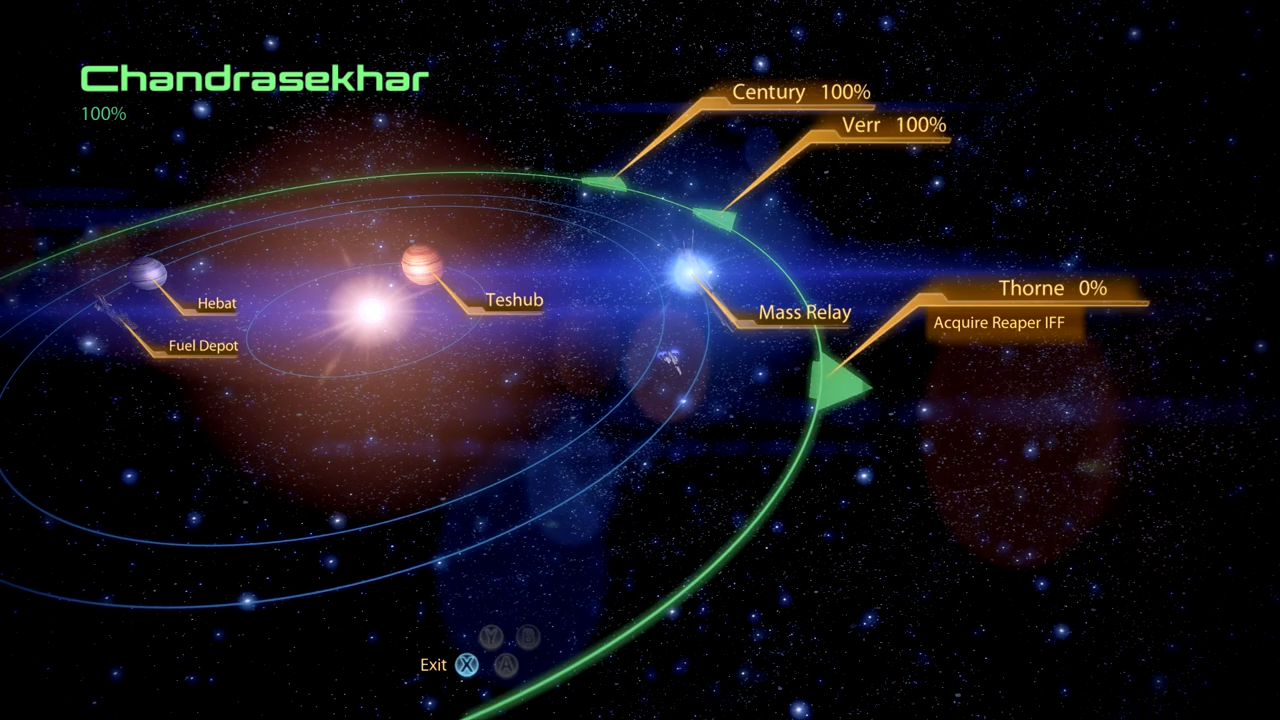 Chandrasekhar
100%
Century 100%
Verr 100%
Thorne 0%
Acquire Reaper IFF
Hebat
Teshub
Mass Relay
Fuel Depot
Y B
Exit X A